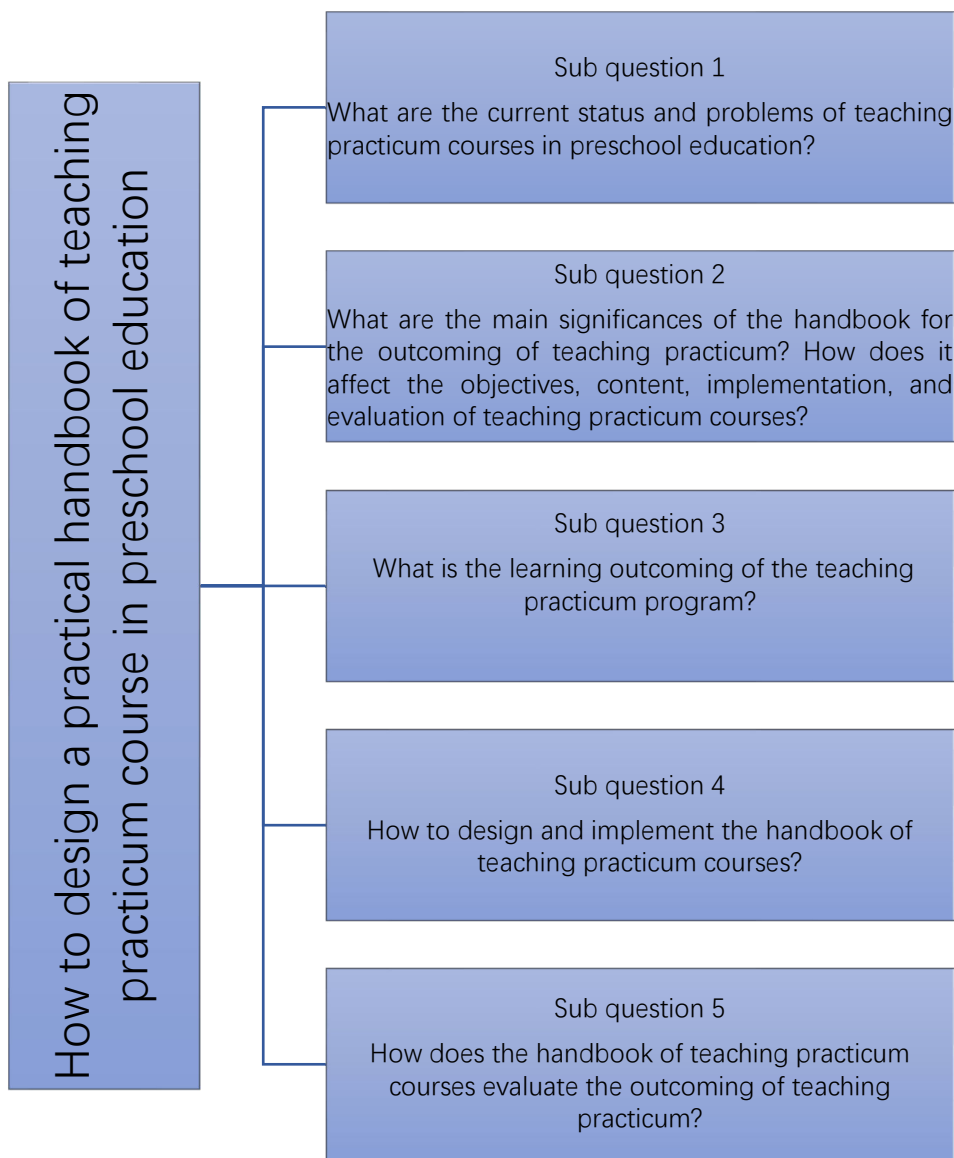 How to design a practical handbook of teaching
practicum course in preschool education
Sub question 1
What are the current status and problems of teaching
practicum courses in preschool education?
Sub question 2
What are the main significances of the handbook for
the outcoming of teaching practicum? How does it
affect the objectives, content, implementation, and
evaluation of teaching practicum courses?
Sub question 3
What is the learning outcoming of the teaching
practicum program?
Sub question 4
How to design and implement the handbook of
teaching practicum courses?
Sub question 5
How does the handbook of teaching practicum
courses evaluate the outcoming of teaching
practicum?